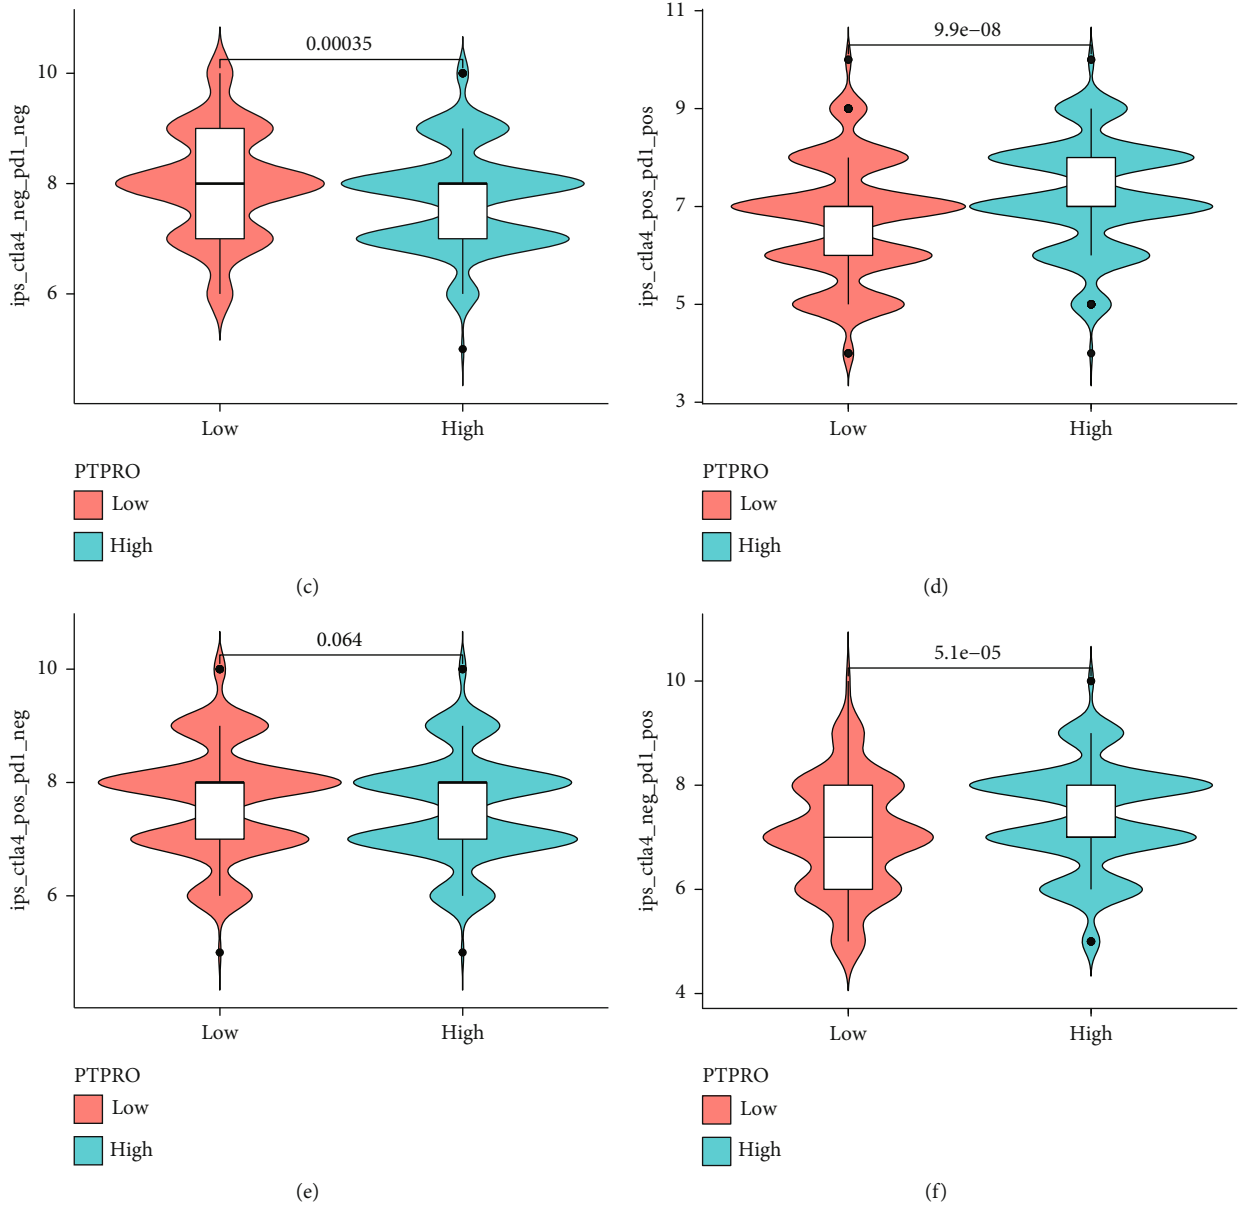 ips_ctla4_neg_pd1_neg
10
8
6
0.00035
Low
High
PTPRO
Low
High
(c)
ips_ctla4_pos_pd1_pos
11
9
7
5
3
9.9e−08
Low
High
PTPRO
Low
High
(d)
ips_ctla4_pos_pd1_neg
10
8
6
0.064
Low
High
PTPRO
Low
High
(e)
ips_ctla4_neg_pd1_pos
10
8
6
4
5.1e−05
Low
High
PTPRO
Low
High
(f)